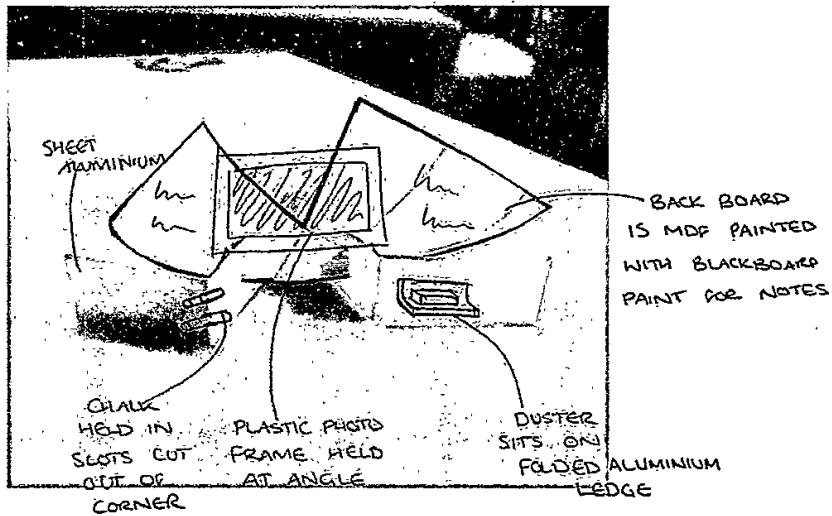 SHEET
ALUMINIUM
BACK BOARD
IS MDF PAINTED
WITH BLACKBOARD
PAINT FOR NOTES
CHALK
HELD IN
SLOTS CUT
OUT OF
CORNER
PLASTIC PHOTO
FRAME HELD
AT ANGLE
DUSTER
SITS ON
FOLDED ALUMINIUM
LEDGE